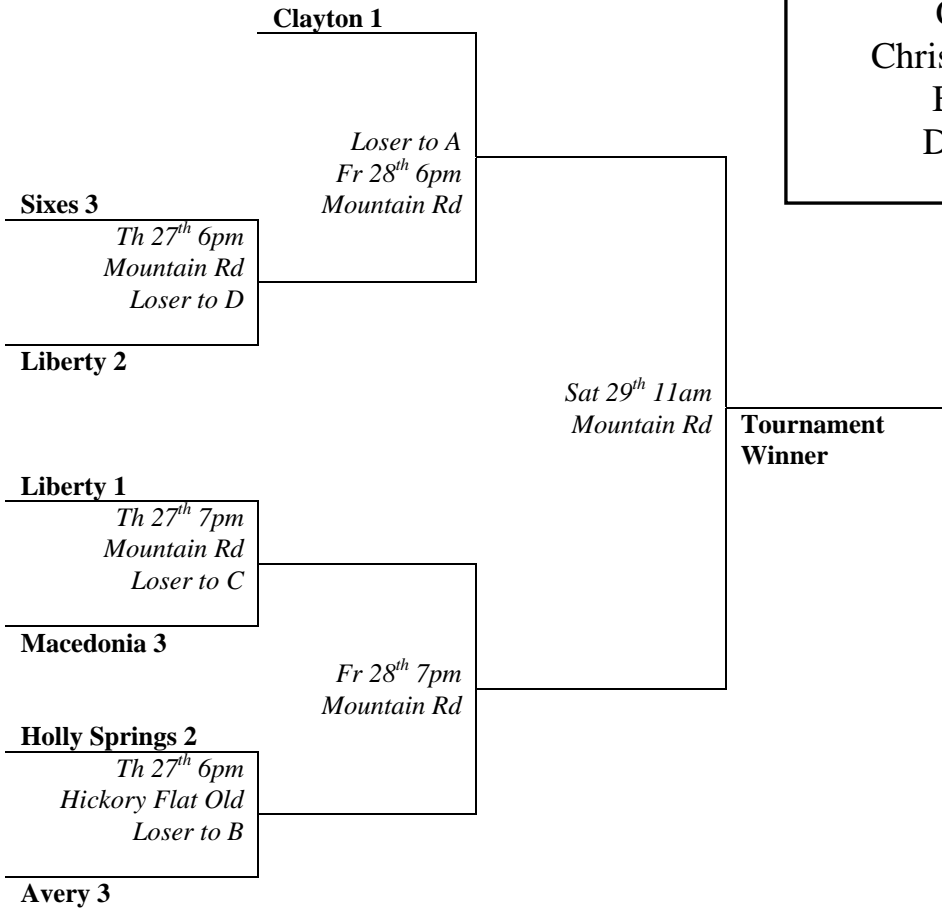 Clayton 1
Loser to A
Fr 28th 6pm
Mountain Rd
Sixes 3
Th 27th 6pm
Mountain Rd
Loser to D
Liberty 2
Sat 29th 11am
Mountain Rd
Tournament
Winner
Liberty 1
Th 27th 7pm
Mountain Rd
Loser to C
Macedonia 3
Fr 28th 7pm
Mountain Rd
Holly Springs 2
Th 27th 6pm
Hickory Flat Old
Loser to B
Avery 3